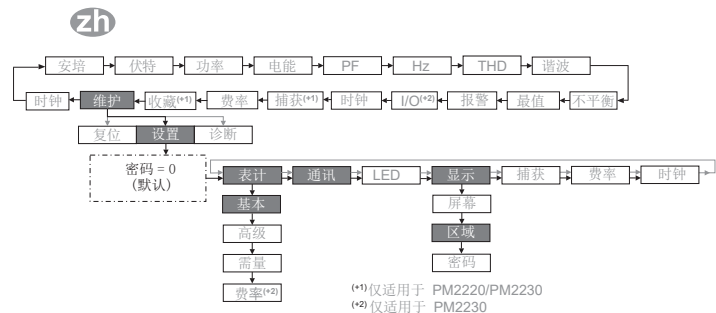 zh
安培 伏特 功率 电能 PF Hz THD 谐波
时钟 维护 收藏(*1) 费率 捕获(*1) 时钟 I/O(*2) 报警 最值 不平衡
复位 设置 诊断
密码 = 0
(默认)
表计 通讯 LED 显示 捕获 费率 时钟
基本 屏幕
高级 区域
需量 密码
费率(*2)
(*1) 仅适用于 PM2220/PM2230
(*2) 仅适用于 PM2230